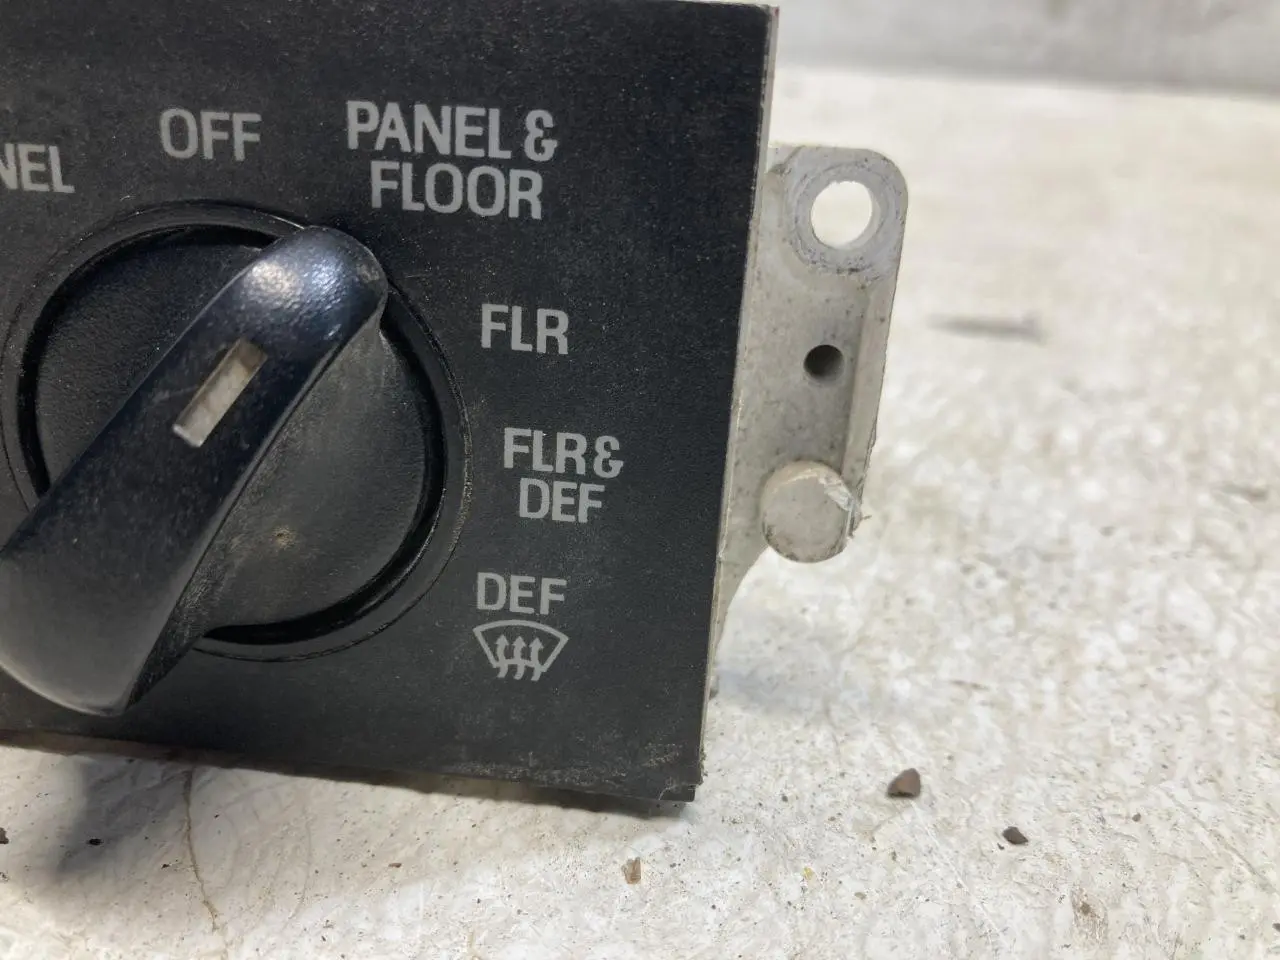 NEL
OFF
PANEL &
FLOOR
FLR
FLR &
DEF
DEF